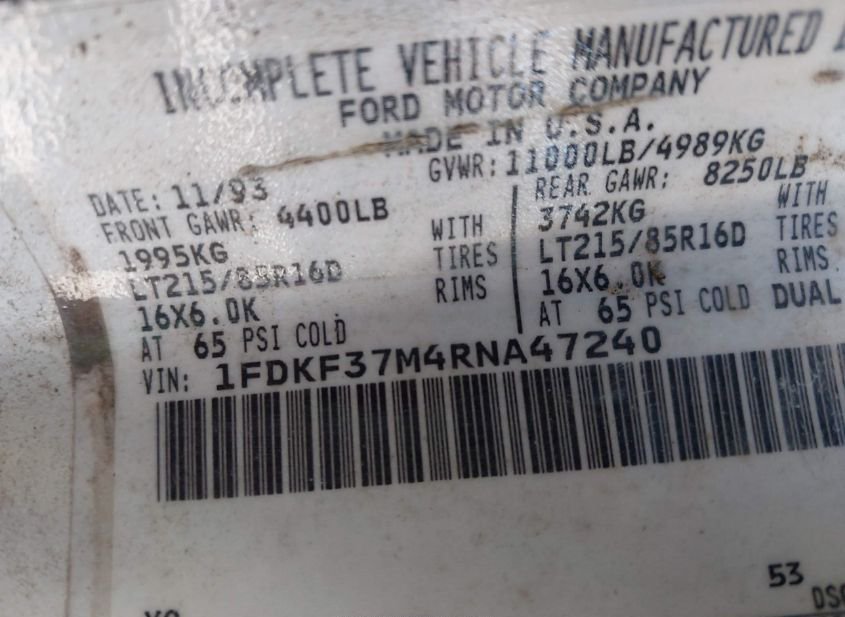 INCOMPLETE VEHICLE MANUFACTURED
FORD MOTOR COMPANY
MADE IN U.S.A.
DATE: 11/93
GVWR: 11000LB/4989KG
FRONT GAWR: 4400LB
1995KG WITH
LT215/85R16D TIRES
16X6.0K RIMS
AT 65 PSI COLD
REAR GAWR: 8250LB
3742KG WITH
LT215/85R16D TIRES
16X6.0K RIMS
AT 65 PSI COLD DUAL
VIN: 1FDKF37M4RNA47240
53